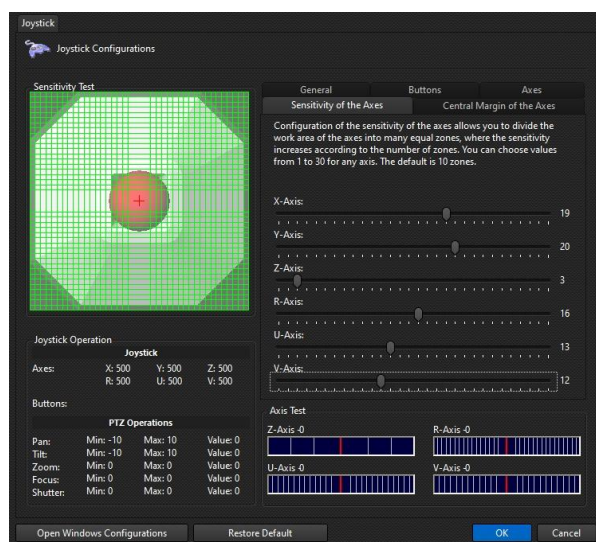 Joystick
Joystick Configurations
Sensitivity Test
General Buttons Axes
Sensitivity of the Axes Central Margin of the Axes
Configuration of the sensitivity of the axes allows you to divide the
work area of the axes into many equal zones, where the sensitivity
increases according to the number of zones. You can choose values
from 1 to 30 for any axis. The default is 10 zones.
X-Axis:
19
Y-Axis:
20
Z-Axis:
3
R-Axis:
16
U-Axis:
13
V-Axis:
12
Joystick Operation
Joystick
Axes: X: 500 Y: 500 Z: 500
R: 500 U: 500 V: 500
Buttons:
PTZ Operations
Pan: Min: -10 Max: 10 Value: 0
Tilt: Min: -10 Max: 10 Value: 0
Zoom: Min: 0 Max: 0 Value: 0
Focus: Min: 0 Max: 0 Value: 0
Shutter: Min: 0 Max: 0 Value: 0
Axis Test
Z-Axis -0 R-Axis -0
U-Axis -0 V-Axis -0
Open Windows Configurations Restore Default OK Cancel